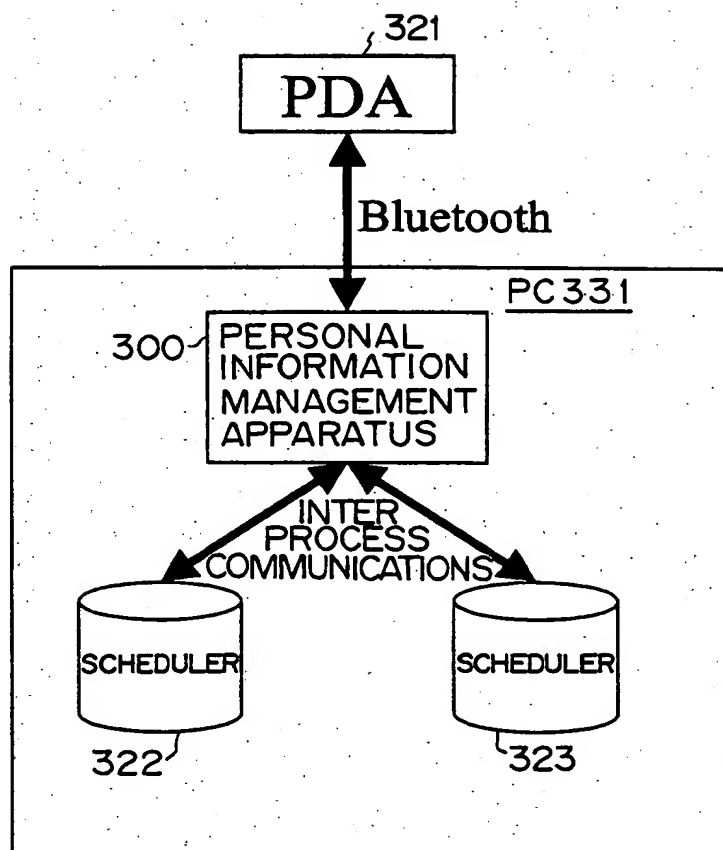 321
PDA
Bluetooth
PC331
300
PERSONAL
INFORMATION
MANAGEMENT
APPARATUS
INTER
PROCESS
COMMUNICATIONS
SCHEDULER
SCHEDULER
322
323